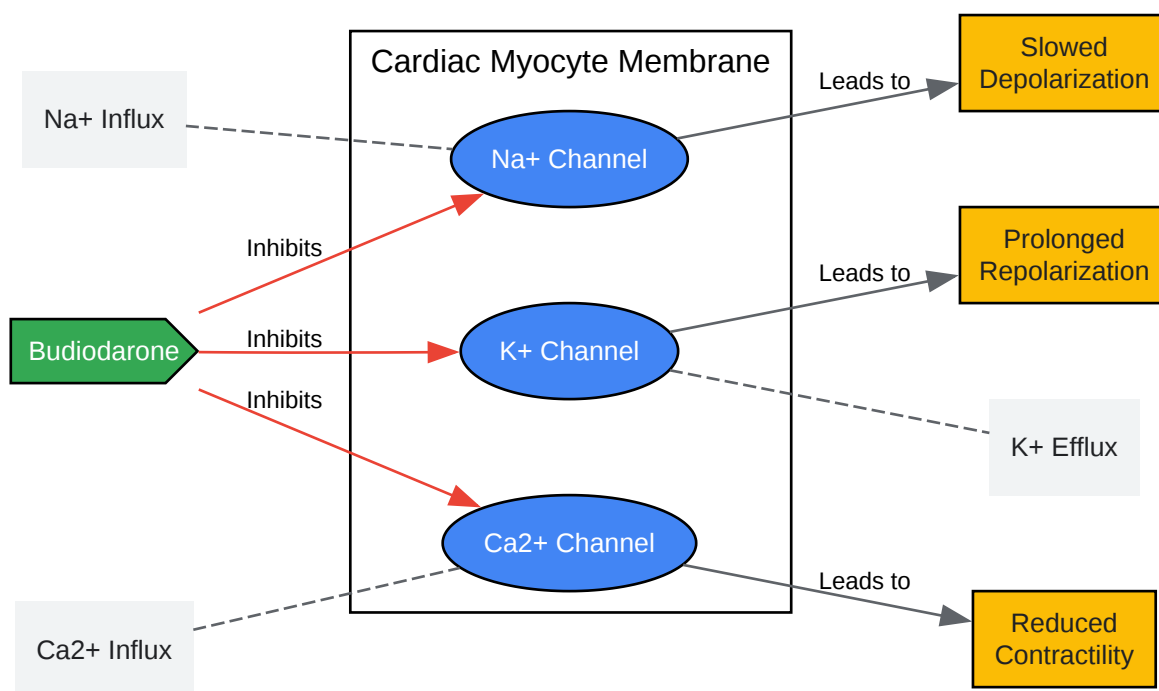 Slowed
Depolarization
Cardiac Myocyte Membrane
Leads to
Na+ Influx
Na+ Channel
Inhibits
Prolonged
Repolarization
Leads to
Budiodarone
Inhibits
K+ Channel
Inhibits
K+ Efflux
Ca2+ Channel
Leads to
Ca2+ Influx
Reduced
Contractility